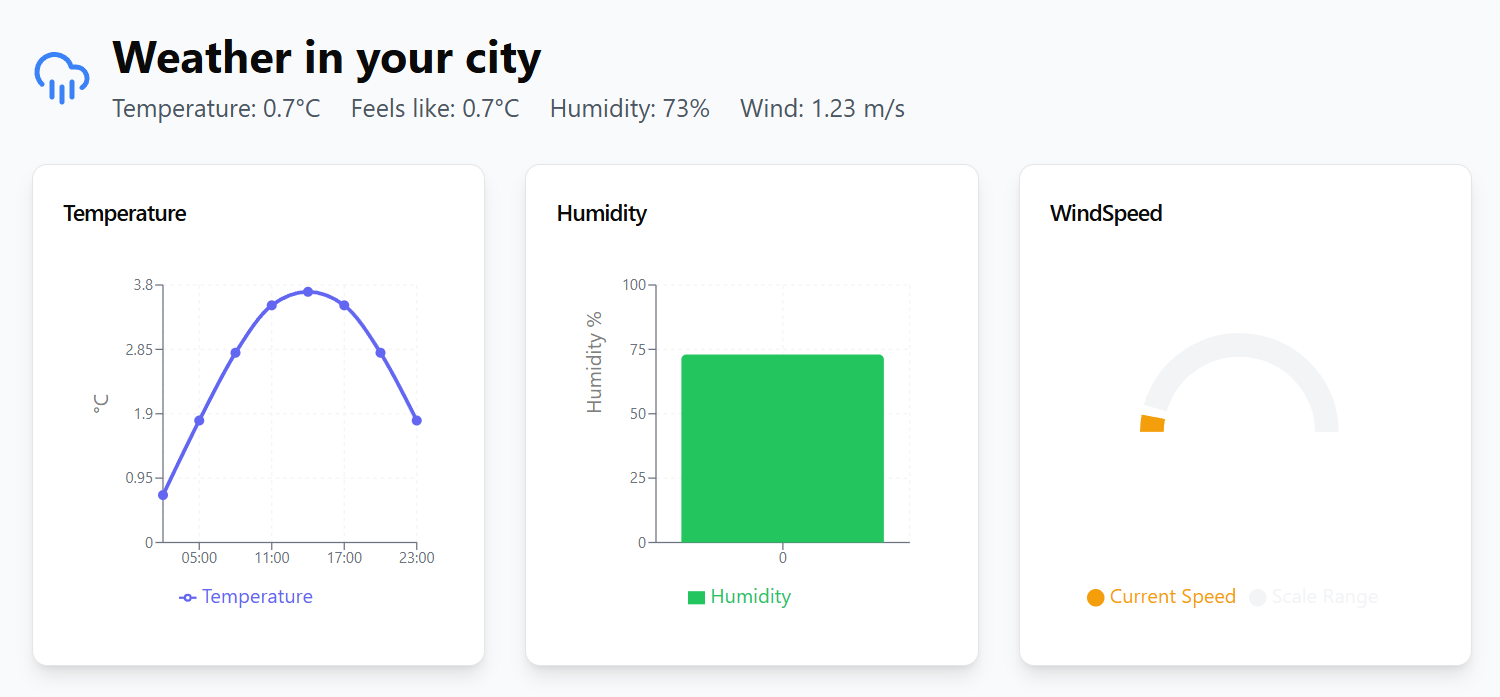 Weather in your city
Temperature: 0.7°C Feels like: 0.7°C Humidity: 73% Wind: 1.23 m/s
Temperature
3.8
2.85
1.9
0.95
0
°C
05:00 11:00 17:00 23:00
Temperature
Humidity
100
75
50
25
0
Humidity %
0
Humidity
WindSpeed
Current Speed Scale Range